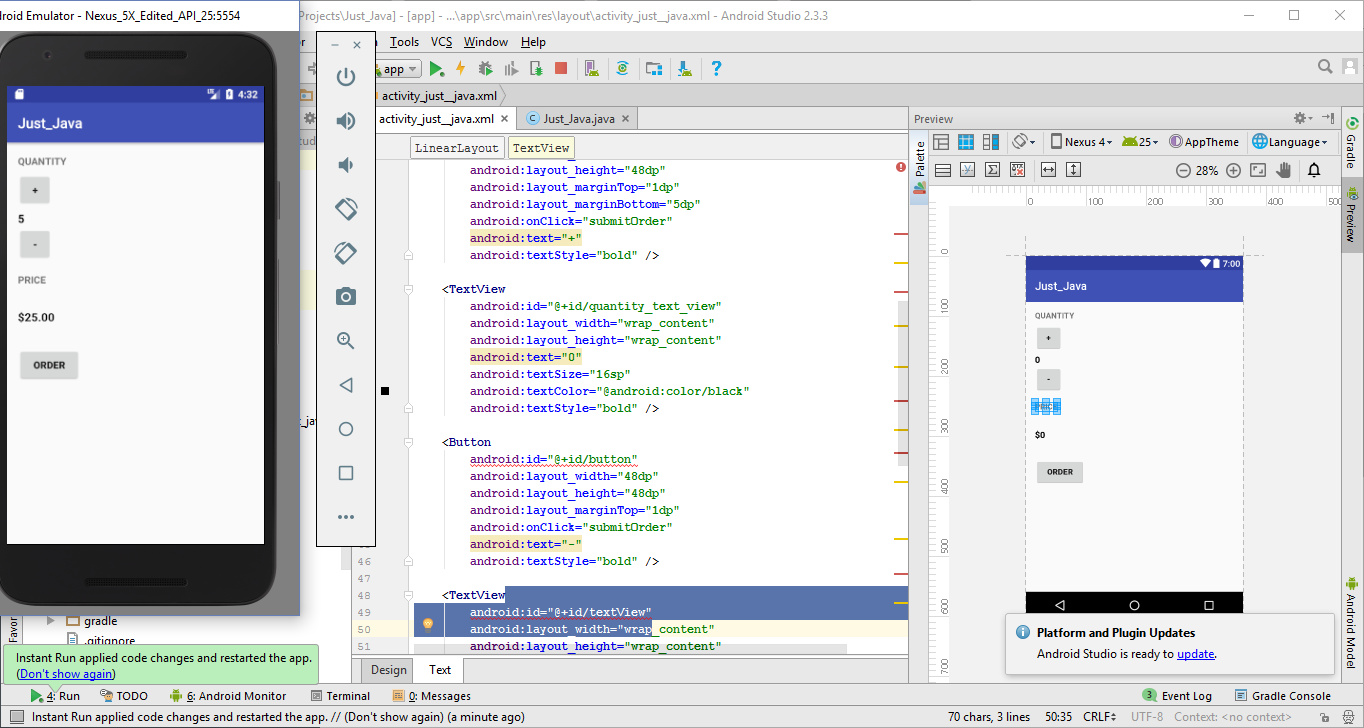 droid Emulator - Nexus_5X_Edited_API_25:5554
Projects\Just_Java] - [app] - ...\app\src\main\res\layout\activity_just__java.xml - Android Studio 2.3.3
Tools VCS Window Help
app
activity_just__java.xml
activity_just__java.xml Just_Java.java
Preview
LinearLayout TextView
Nexus 4 25 AppTheme Language
28%
4:32
Just_Java
QUANTITY
+
5
-
PRICE
$25.00
ORDER
android:layout_height="48dp"
android:layout_marginTop="1dp"
android:layout_marginBottom="5dp"
android:onClick="submitOrder"
android:text="+"
android:textStyle="bold" />
<TextView
android:id="@+id/quantity_text_view"
android:layout_width="wrap_content"
android:layout_height="wrap_content"
android:text="0"
android:textSize="16sp"
android:textColor="@android:color/black"
android:textStyle="bold" />
<Button
android:id="@+id/button"
android:layout_width="48dp"
android:layout_height="48dp"
android:layout_marginTop="1dp"
android:onClick="submitOrder"
android:text="-"
46 android:textStyle="bold" />
47
48 <TextView
49 android:id="@+id/textView"
50 android:layout_width="wrap_content"
51 android:layout_height="wrap_content"
Design Text
Palette
0 100 200 300 500
0
100
200
300
400
500
600
700
7:00
Just_Java
QUANTITY
+
0
-
PRICE
$0
ORDER
Gradle
Preview
Android Model
Platform and Plugin Updates
Android Studio is ready to update.
gradle
.gitignore
Favor
Instant Run applied code changes and restarted the app.
(Don't show again)
4: Run TODO 6: Android Monitor Terminal 0: Messages 3 Event Log Gradle Console
Instant Run applied code changes and restarted the app. // (Don't show again) (a minute ago) 70 chars, 3 lines 50:35 CRLF UTF-8 Context: <no context>